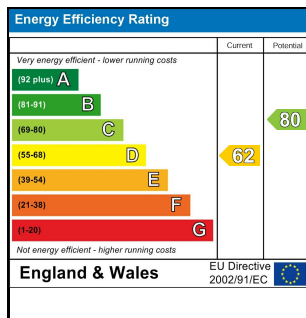 Energy Efficiency Rating
Current Potential
Very energy efficient - lower running costs
(92 plus) A
(81-91) B
(69-80) C
(55-68) D
(39-54) E
(21-38) F
(1-20) G
62
80
Not energy efficient - higher running costs
England & Wales
EU Directive
2002/91/EC